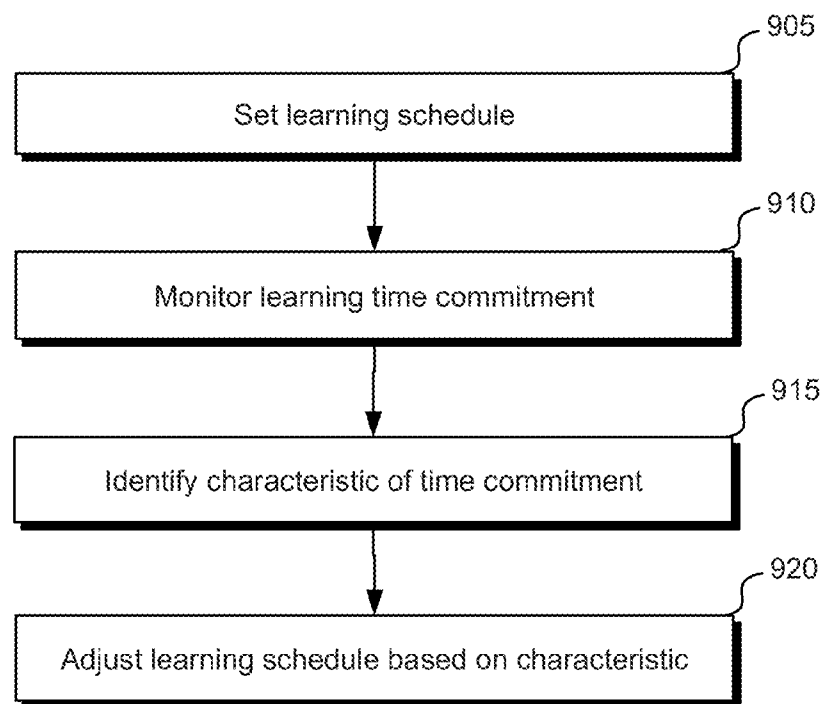 905
Set learning schedule
910
Monitor learning time commitment
915
Identify characteristic of time commitment
920
Adjust learning schedule based on characteristic